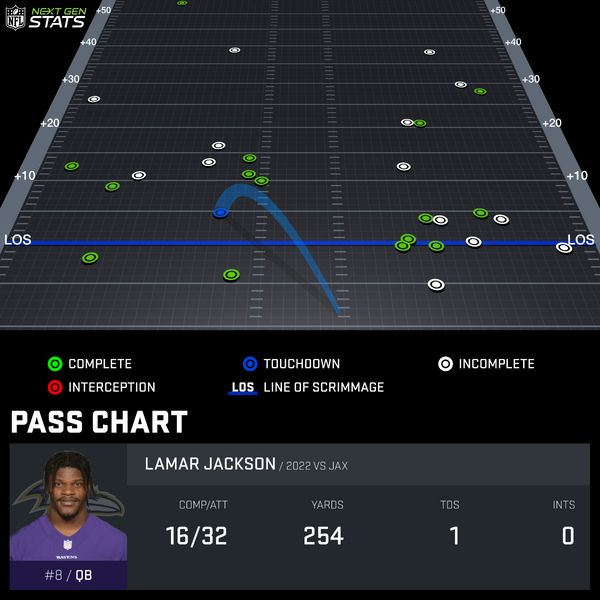 NFL NEXT GEN STATS
+50 +50
+30 +30
+20 +20
+10 +10
LOS LOS
COMPLETE TOUCHDOWN INCOMPLETE
INTERCEPTION LOS LINE OF SCRIMMAGE
PASS CHART
LAMAR JACKSON / 2022 VS JAX
COMP/ATT YARDS TDS INTS
16/32 254 1 0
RAVENS
#8 / QB